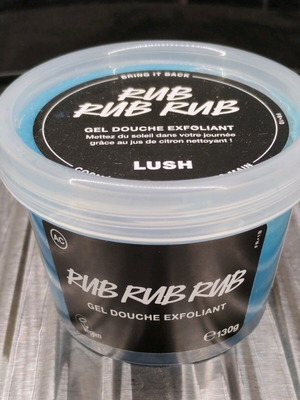 BRING IT BACK
RUB
RUB RUB
GEL DOUCHE EXFOLIANT
Mettez du soleil dans votre journée
grâce au jus de citron nettoyant !
LUSH
AC
RUB RUB RUB
GEL DOUCHE EXFOLIANT
℮130g